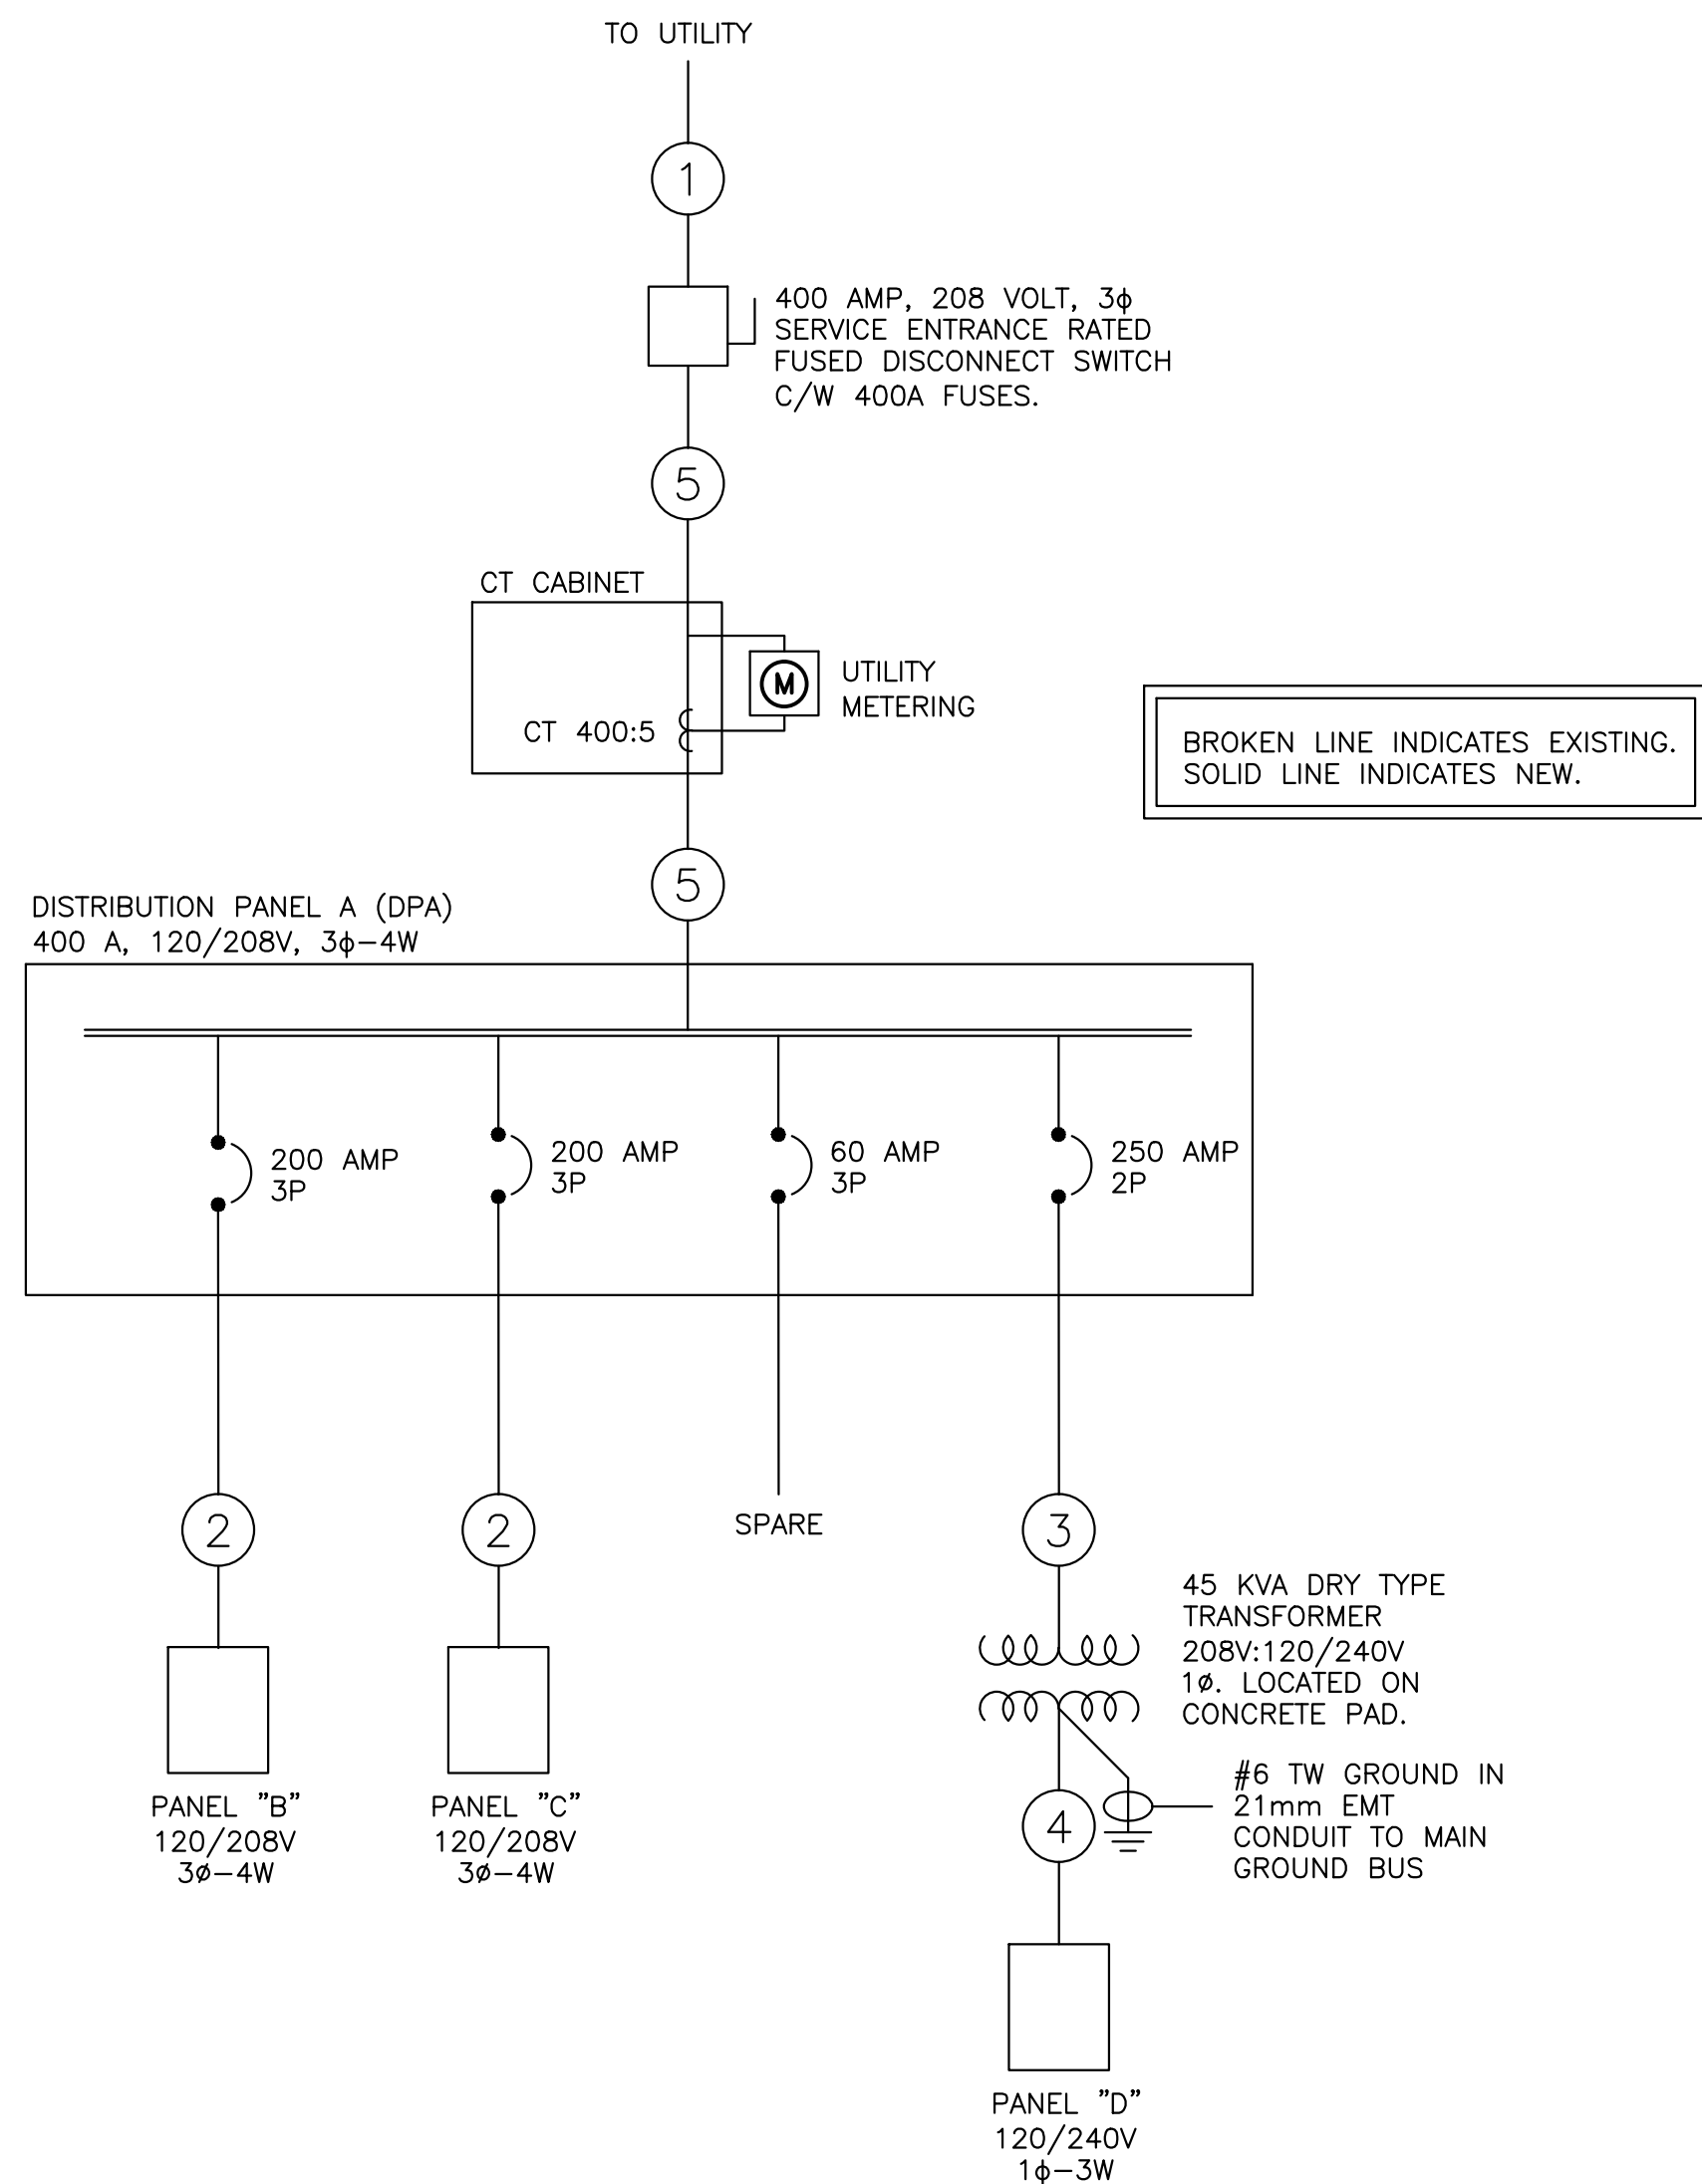 TO UTILITY
1
400 AMP, 208 VOLT, 3ϕ
SERVICE ENTRANCE RATED
FUSED DISCONNECT SWITCH
C/W 400A FUSES.
5
CT CABINET
M
UTILITY
METERING
CT 400:5
BROKEN LINE INDICATES EXISTING.
SOLID LINE INDICATES NEW.
5
DISTRIBUTION PANEL A (DPA)
400 A, 120/208V, 3ϕ-4W
200 AMP
3P
200 AMP
3P
60 AMP
3P
250 AMP
2P
2
2
SPARE
3
45 KVA DRY TYPE
TRANSFORMER
208V:120/240V
1ø. LOCATED ON
CONCRETE PAD.
#6 TW GROUND IN
21mm EMT
CONDUIT TO MAIN
GROUND BUS
4
PANEL "B"
120/208V
3ø-4W
PANEL "C"
120/208V
3ø-4W
PANEL "D"
120/240V
1ϕ-3W